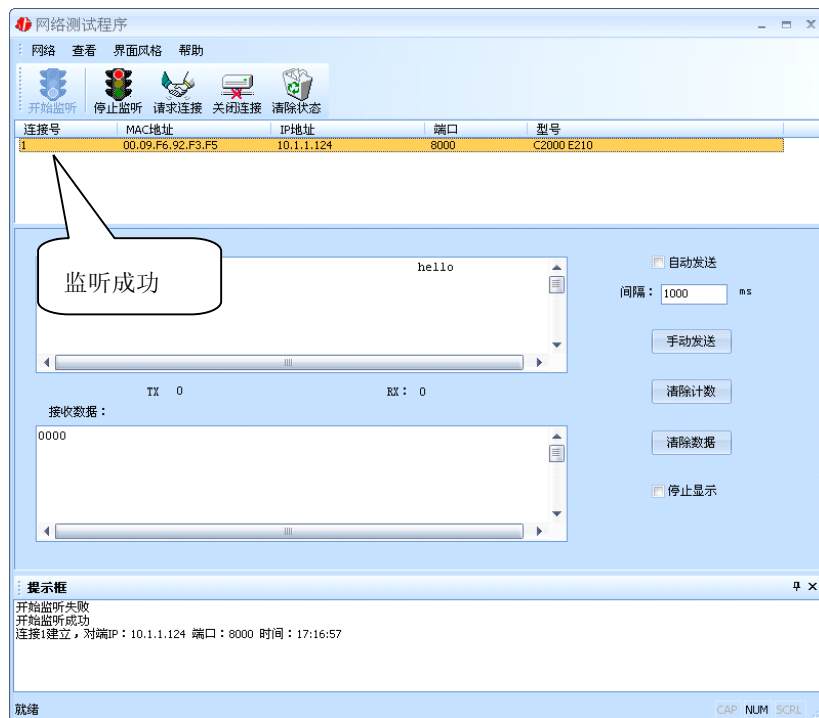 网络测试程序
网络 查看 界面风格 帮助
开始监听 停止监听 请求连接 关闭连接 清除状态
连接号 MAC地址 IP地址 端口 型号
1 00.09.F6.92.F3.F5 10.1.1.124 8000 C2000 E210
监听成功
hello
自动发送
间隔： 1000 ms
手动发送
TX 0 RX： 0
清除计数
接收数据：
0000
清除数据
停止显示
提示框
开始监听失败
开始监听成功
连接1建立，对端IP：10.1.1.124 端口：8000 时间：17:16:57
就绪 CAP NUM SCRL